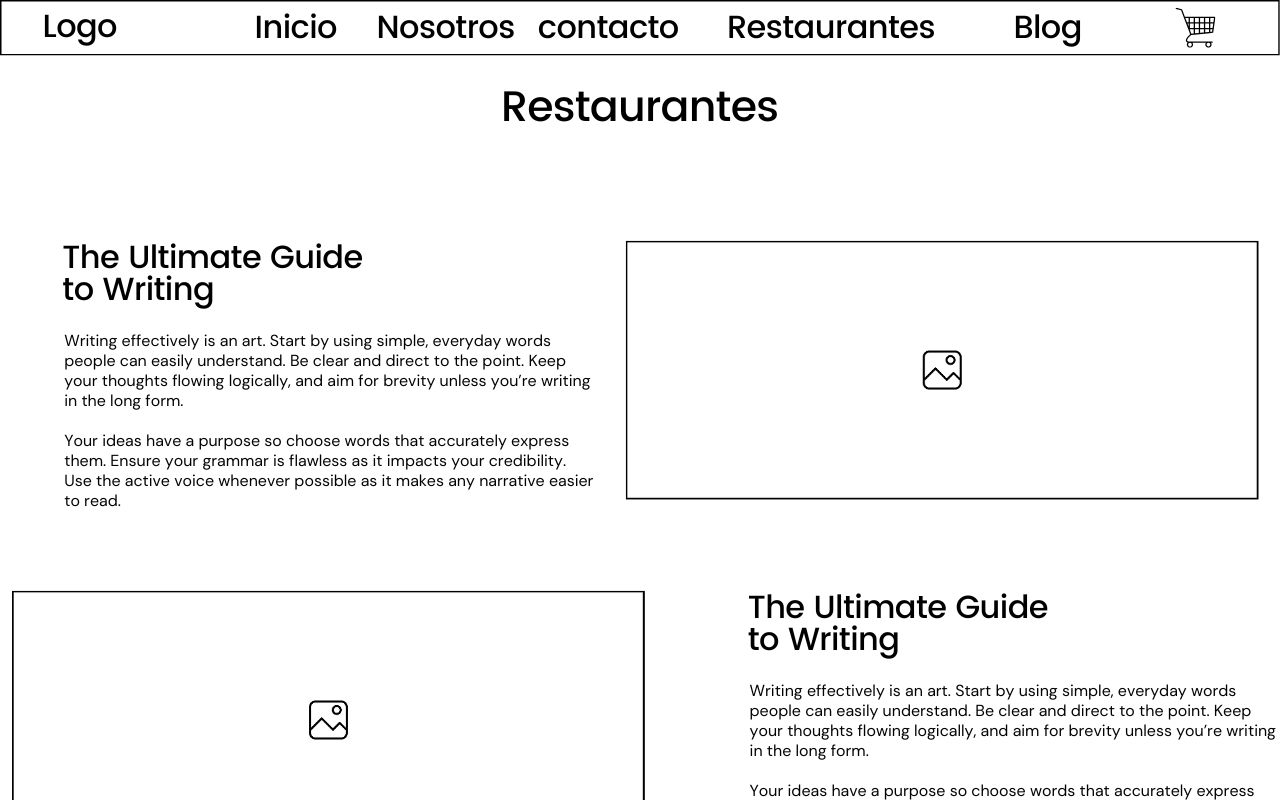 Logo Inicio Nosotros contacto Restaurantes Blog
Restaurantes
The Ultimate Guide
to Writing
Writing effectively is an art. Start by using simple, everyday words
people can easily understand. Be clear and direct to the point. Keep
your thoughts flowing logically, and aim for brevity unless you’re writing
in the long form.
Your ideas have a purpose so choose words that accurately express
them. Ensure your grammar is flawless as it impacts your credibility.
Use the active voice whenever possible as it makes any narrative easier
to read.
The Ultimate Guide
to Writing
Writing effectively is an art. Start by using simple, everyday words
people can easily understand. Be clear and direct to the point. Keep
your thoughts flowing logically, and aim for brevity unless you’re writing
in the long form.
Your ideas have a purpose so choose words that accurately express